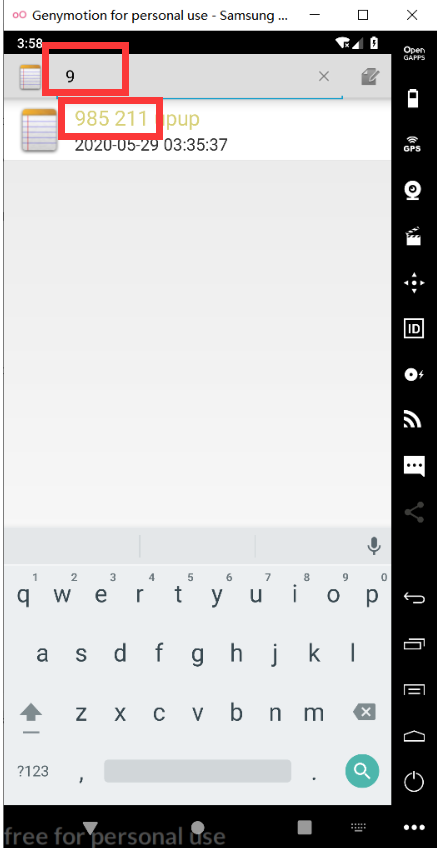 Genymotion for personal use - Samsung ...
3:58
Open
GAPPS
9
985 211 upup
2020-05-29 03:35:37
GPS
ID
1 2 3 4 5 6 7 8 9 0
q w e r t y u i o p
a s d f g h j k l
z x c v b n m
?123 , .
free for personal use